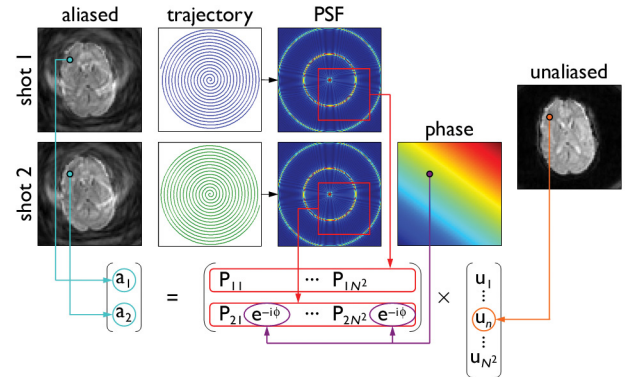 aliased trajectory PSF
shot 1
unaliased
phase
shot 2
a1 = P11 ... P1N² × u1
...
a2 P21 e^-iϕ ... P2N² e^-iϕ un
...
uN²